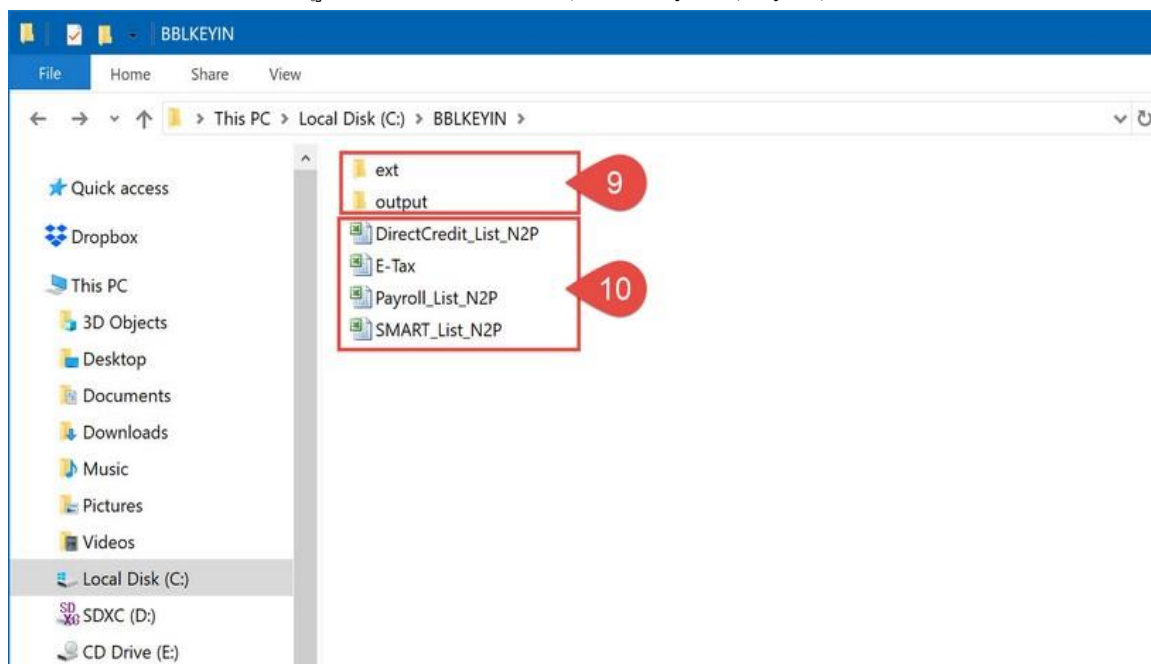 BBLKEYIN
File Home Share View
This PC > Local Disk (C:) > BBLKEYIN >
Quick access
Dropbox
This PC
3D Objects
Desktop
Documents
Downloads
Music
Pictures
Videos
Local Disk (C:)
SDXC (D:)
CD Drive (E:)
ext
output
9
DirectCredit_List_N2P
E-Tax
Payroll_List_N2P
SMART_List_N2P
10